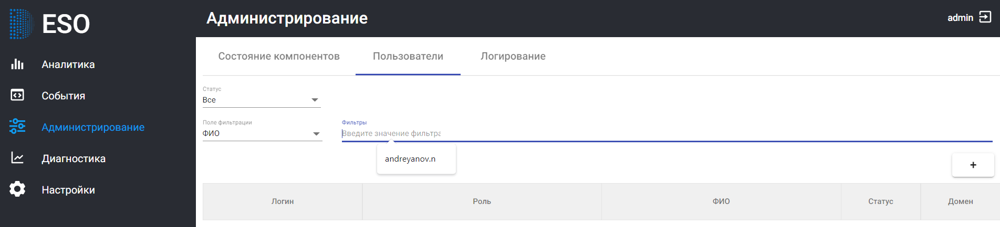 ESO
Аналитика
События
Администрирование
Диагностика
Настройки
Администрирование
admin
Состояние компонентов Пользователи Логирование
Статус
Все
Поле фильтрации
ФИО
Фильтры
Введите значение фильтра
andreyanov.n
+
Логин Роль ФИО Статус Домен